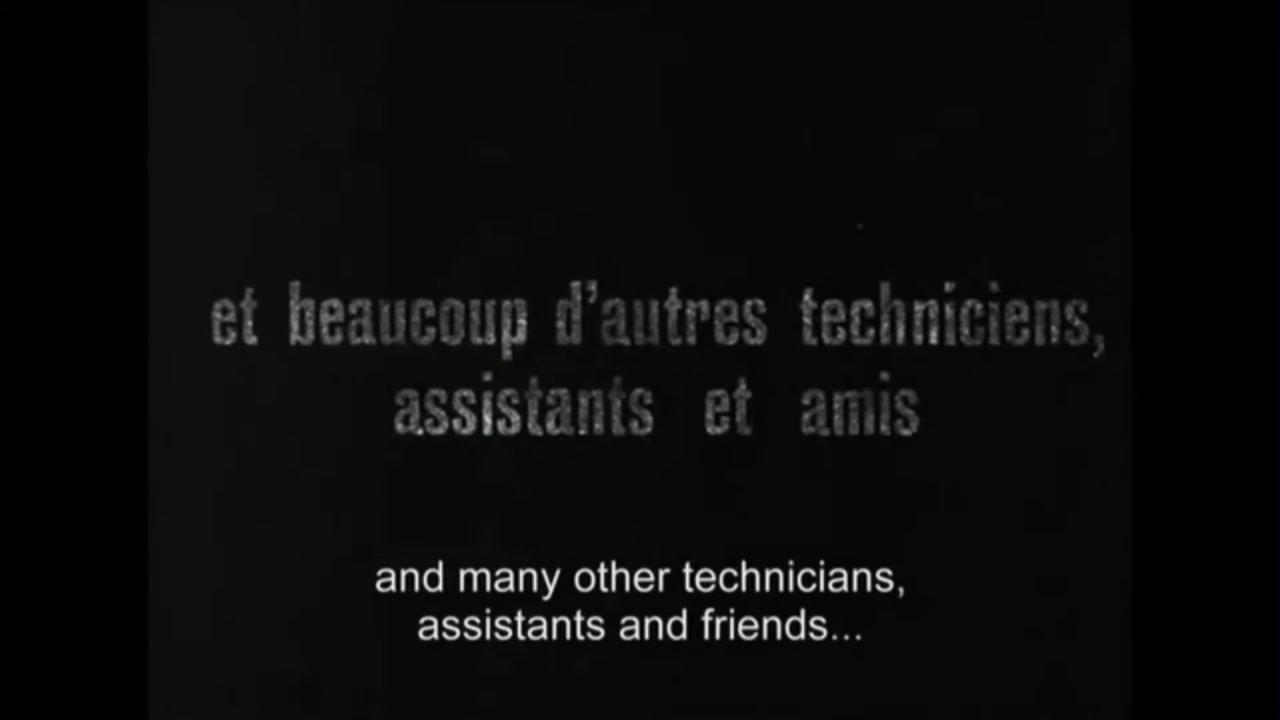 et beaucoup d'autres techniciens,
assistants et amis
and many other technicians,
assistants and friends...